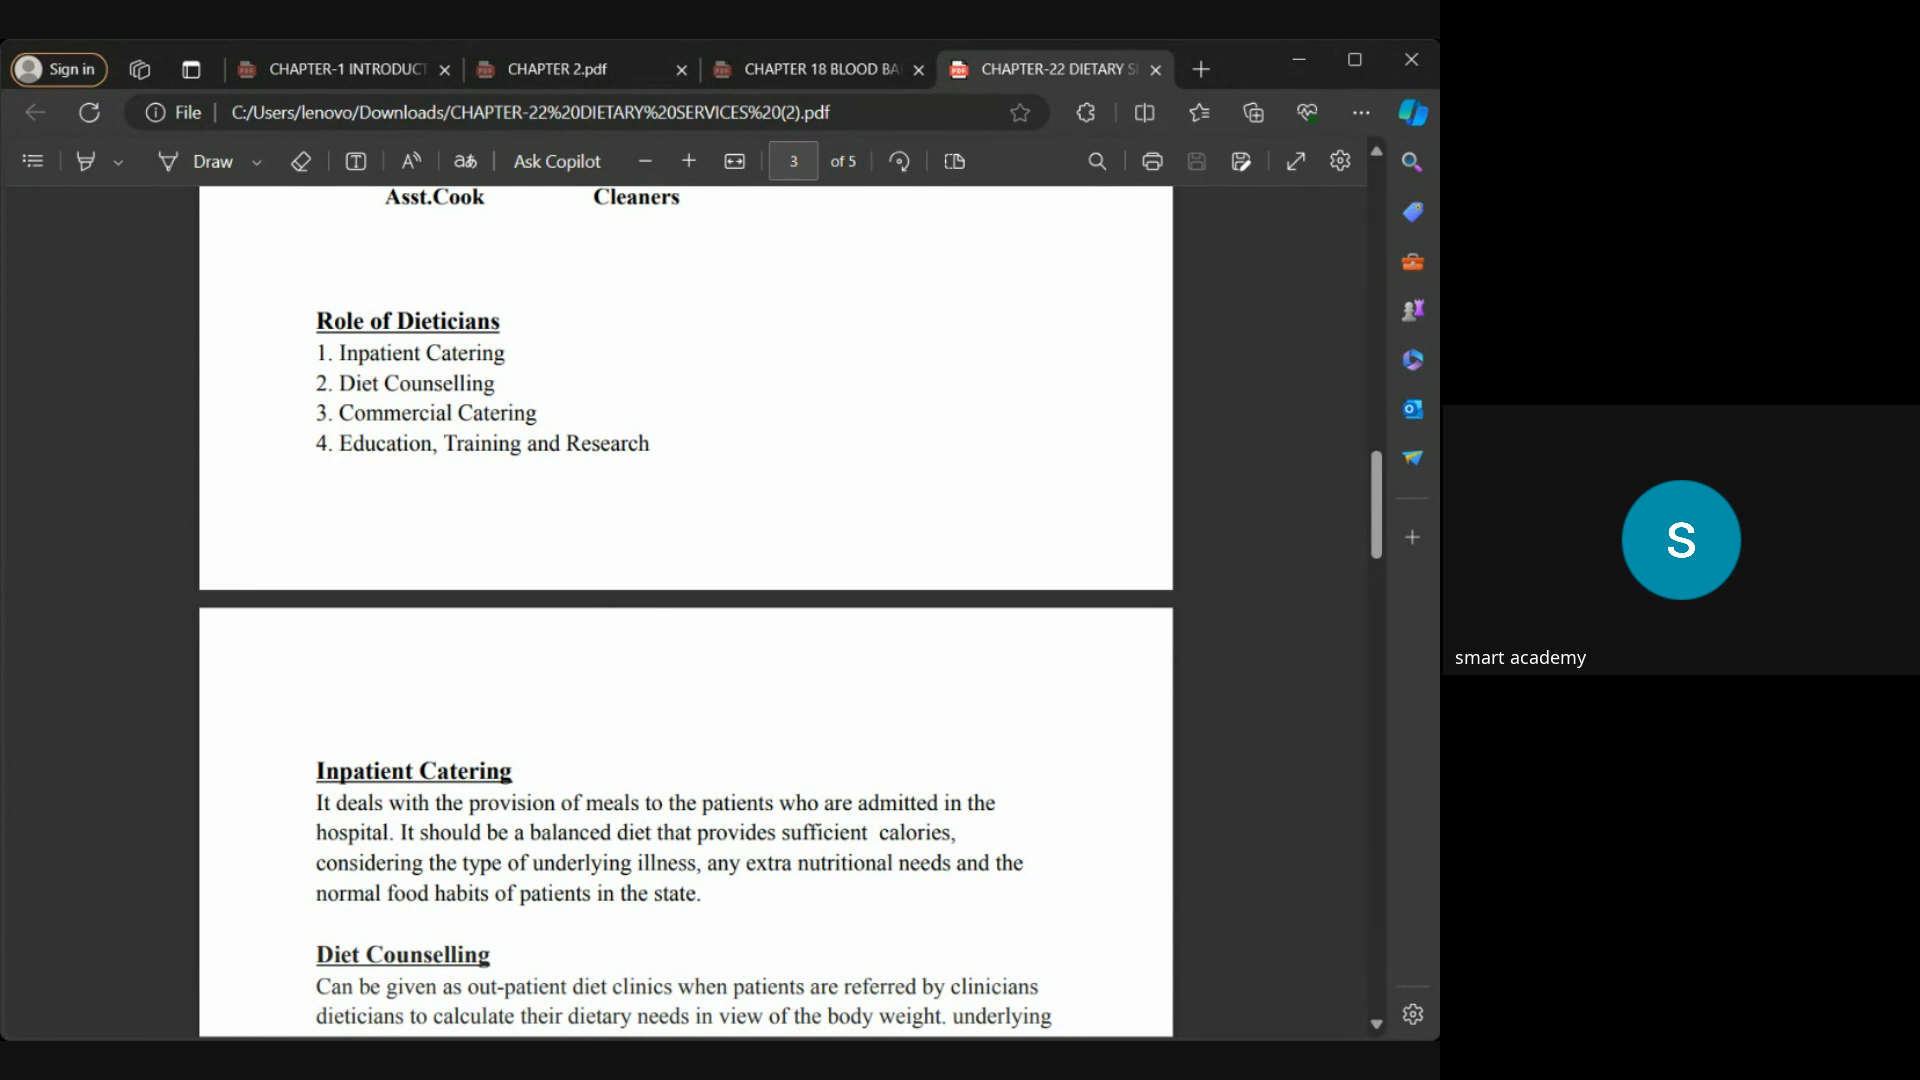 Sign in
CHAPTER-1 INTRODUCT
CHAPTER 2.pdf
CHAPTER 18 BLOOD BA
CHAPTER-22 DIETARY S
File
C:/Users/lenovo/Downloads/CHAPTER-22%20DIETARY%20SERVICES%20(2).pdf
Draw
Ask Copilot
3 of 5
Asst.Cook Cleaners
Role of Dieticians
1. Inpatient Catering
2. Diet Counselling
3. Commercial Catering
4. Education, Training and Research
Inpatient Catering
It deals with the provision of meals to the patients who are admitted in the
hospital. It should be a balanced diet that provides sufficient calories,
considering the type of underlying illness, any extra nutritional needs and the
normal food habits of patients in the state.
Diet Counselling
Can be given as out-patient diet clinics when patients are referred by clinicians
dieticians to calculate their dietary needs in view of the body weight. underlying
S
smart academy